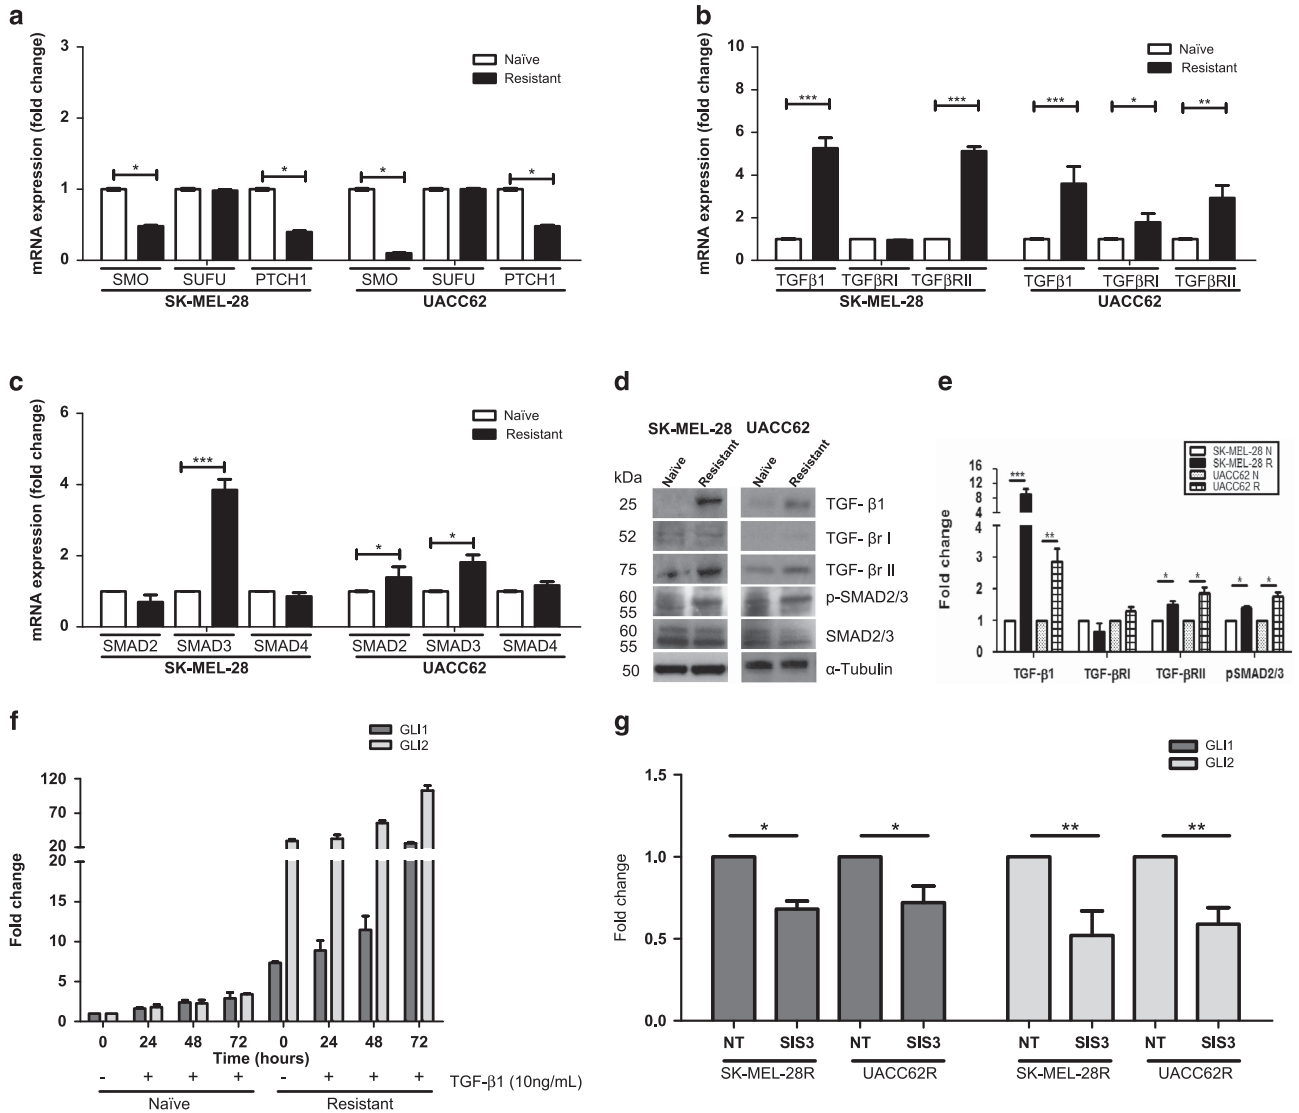 a
mRNA expression (fold change)
3
2
1
0
Naïve
Resistant
* * * *
SMO SUFU PTCH1 SMO SUFU PTCH1
SK-MEL-28 UACC62
b
mRNA expression (fold change)
10
8
6
4
2
0
Naïve
Resistant
*** *** *** * **
TGFβ1 TGFβRI TGFβRII TGFβ1 TGFβRI TGFβRII
SK-MEL-28 UACC62
c
mRNA expression (fold change)
6
4
2
0
Naïve
Resistant
*** * *
SMAD2 SMAD3 SMAD4 SMAD2 SMAD3 SMAD4
SK-MEL-28 UACC62
d
SK-MEL-28 UACC62
kDa Naïve Resistant Naïve Resistant
25 TGF- β1
52 TGF- βr I
75 TGF- βr II
60 p-SMAD2/3
55
60 SMAD2/3
55
50 α-Tubulin
e
Fold change
16
12
8
4
4
3
2
1
0
SK-MEL-28 N
SK-MEL-28 R
UACC62 N
UACC62 R
*** ** * * * *
TGF-β1 TGF-βRI TGF-βRII pSMAD2/3
f
GLI1
GLI2
Fold change
120
70
20
20
15
10
5
0
0 24 48 72 0 24 48 72
Time (hours)
- + + + - + + + TGF-β1 (10ng/mL)
Naïve Resistant
g
GLI1
GLI2
Fold change
1.5
1.0
0.5
0.0
* * ** **
NT SIS3 NT SIS3 NT SIS3 NT SIS3
SK-MEL-28R UACC62R SK-MEL-28R UACC62R